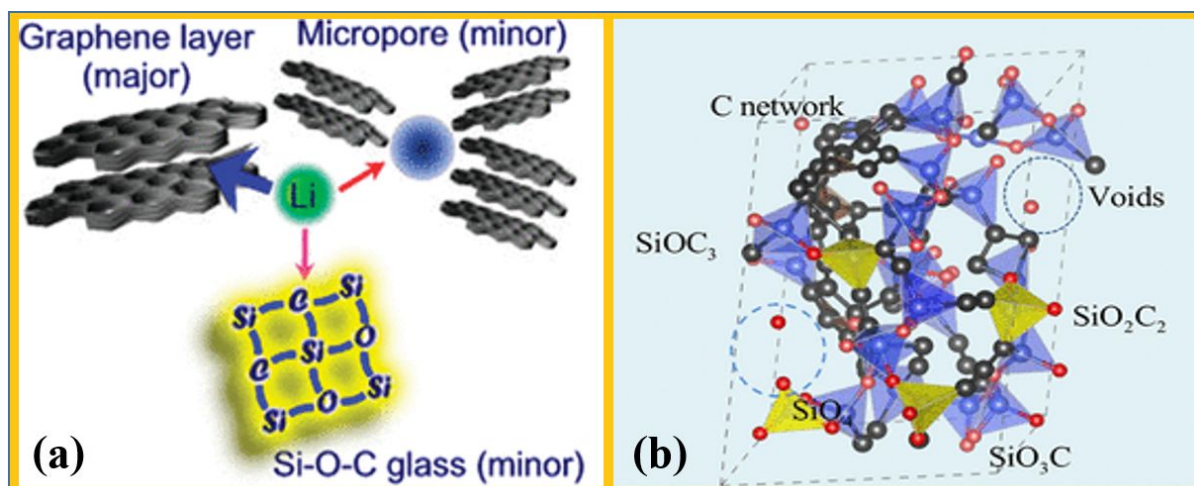 Graphene layer
(major)
Micropore (minor)
Li
Si C Si
C Si O
Si O Si
Si-O-C glass (minor)
(a)
C network
Voids
SiOC₃
SiO₂C₂
SiO₄
SiO₃C
(b)